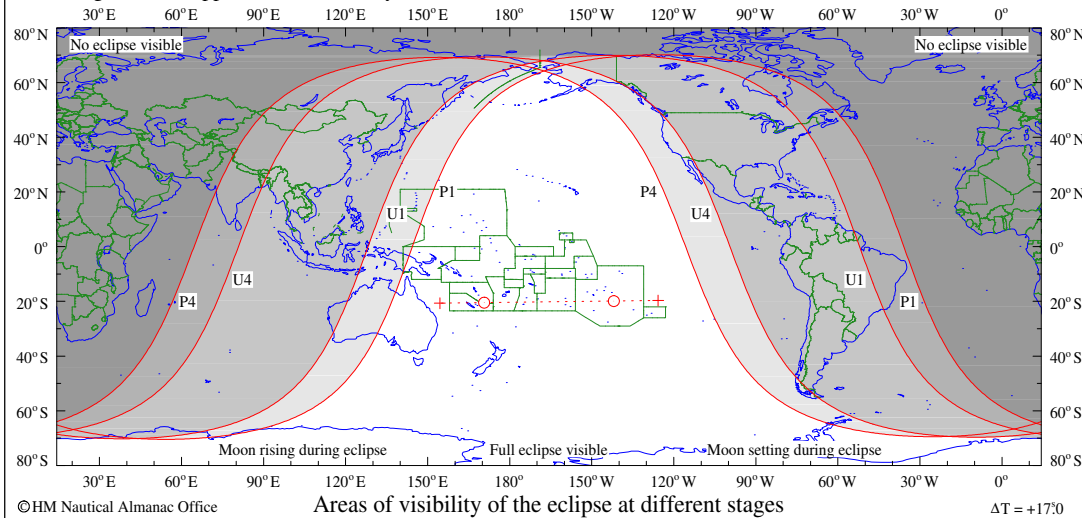 30° E 60° E 90° E 120° E 150° E 180° 150° W 120° W 90° W 60° W 30° W 0°
80° N 80° N
No eclipse visible No eclipse visible
60° N 60° N
40° N 40° N
20° N P1 P4 20° N
U1 U4
0° 0°
U4 U1
20° S P4 P1 20° S
40° S 40° S
60° S 60° S
Moon rising during eclipse Full eclipse visible Moon setting during eclipse
80° S 80° S
30° E 60° E 90° E 120° E 150° E 180° 150° W 120° W 90° W 60° W 30° W 0°
© HM Nautical Almanac Office Areas of visibility of the eclipse at different stages ΔT = +17ˢ.0